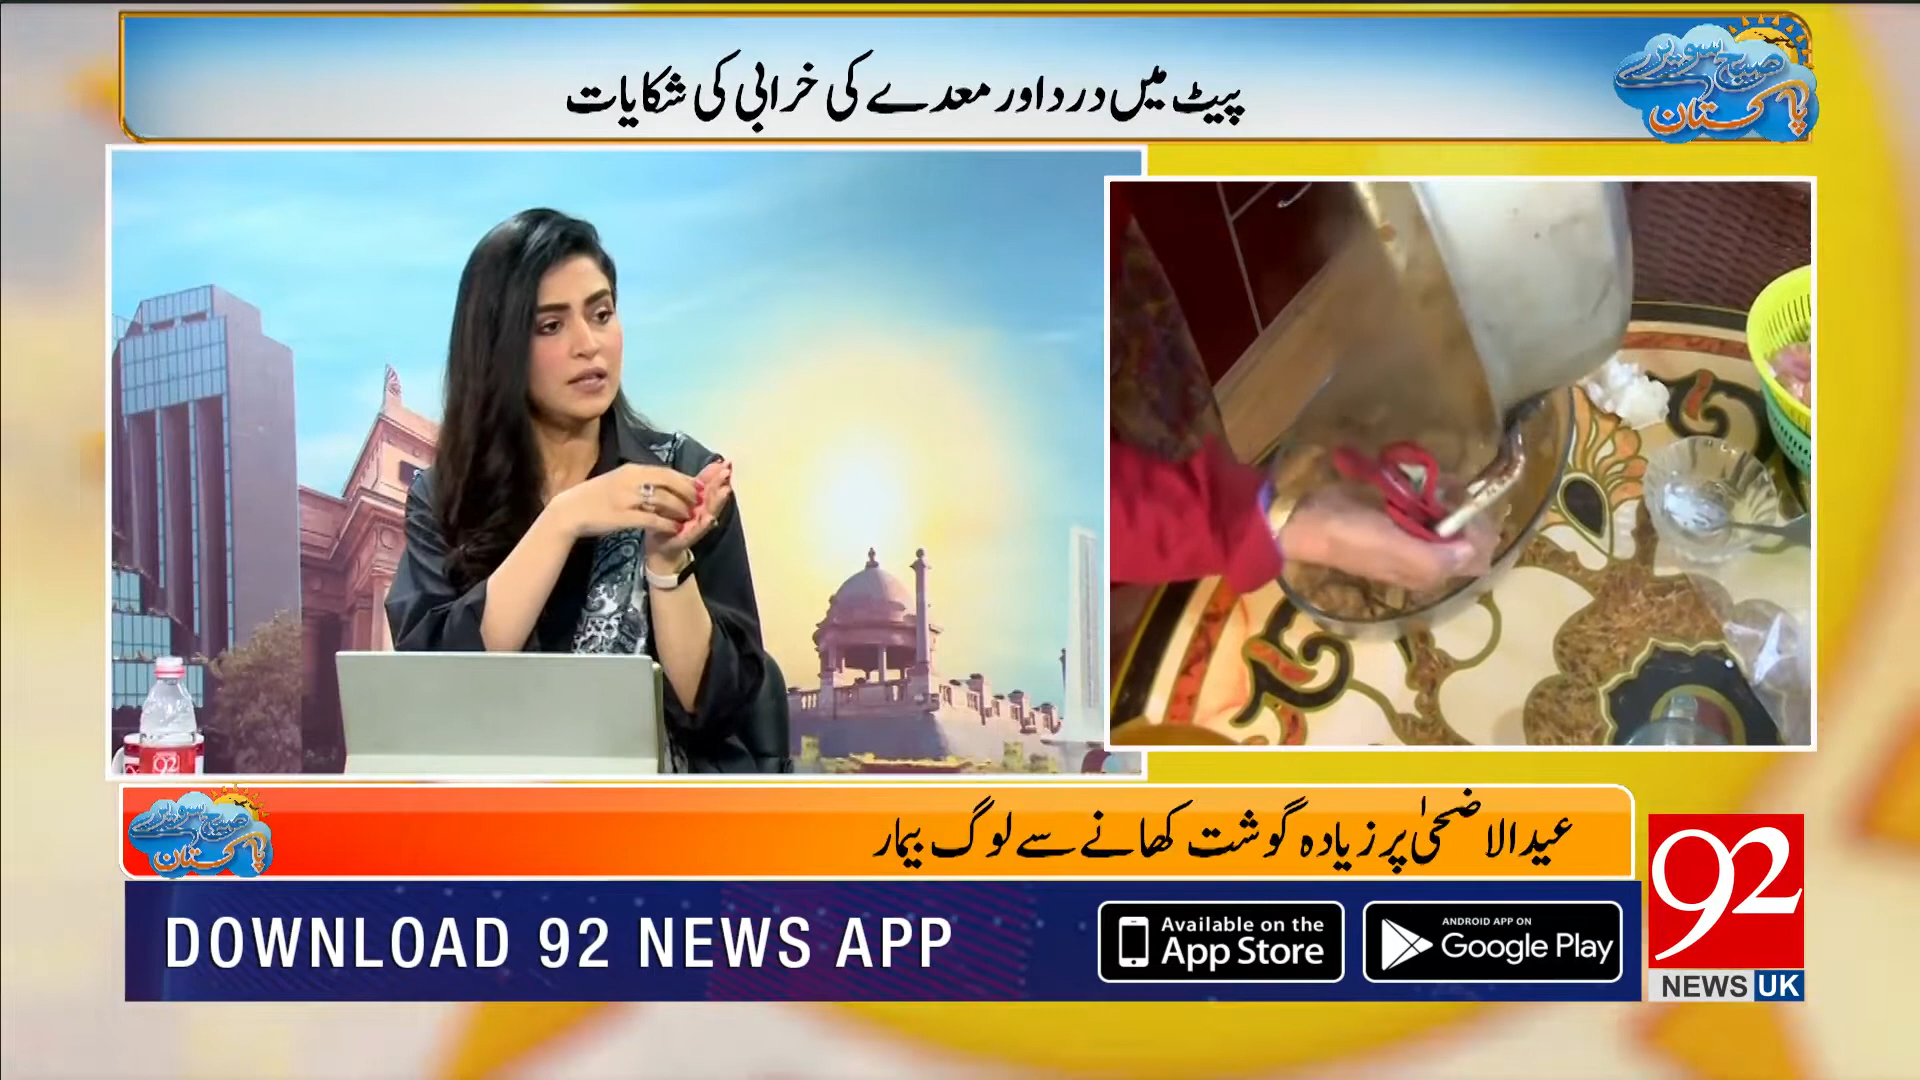 پیٹ میں درد اور معدے کی خرابی کی شکایات
صبح سویرے
پاکستان
92
صبح سویرے
پاکستان
عیدالاضحیٰ پر زیادہ گوشت کھانے سے لوگ بیمار
DOWNLOAD 92 NEWS APP
Available on the
App Store
ANDROID APP ON
Google Play
92
NEWS UK